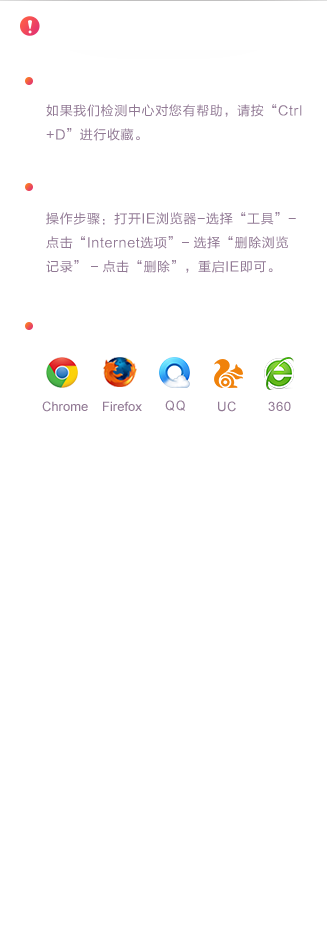 如果我们检测中心对您有帮助，请按“Ctrl
+D”进行收藏。
操作步骤：打开IE浏览器-选择“工具”-
点击“Internet选项”- 选择“删除浏览
记录” - 点击“删除”，重启IE即可。
Chrome Firefox QQ UC 360